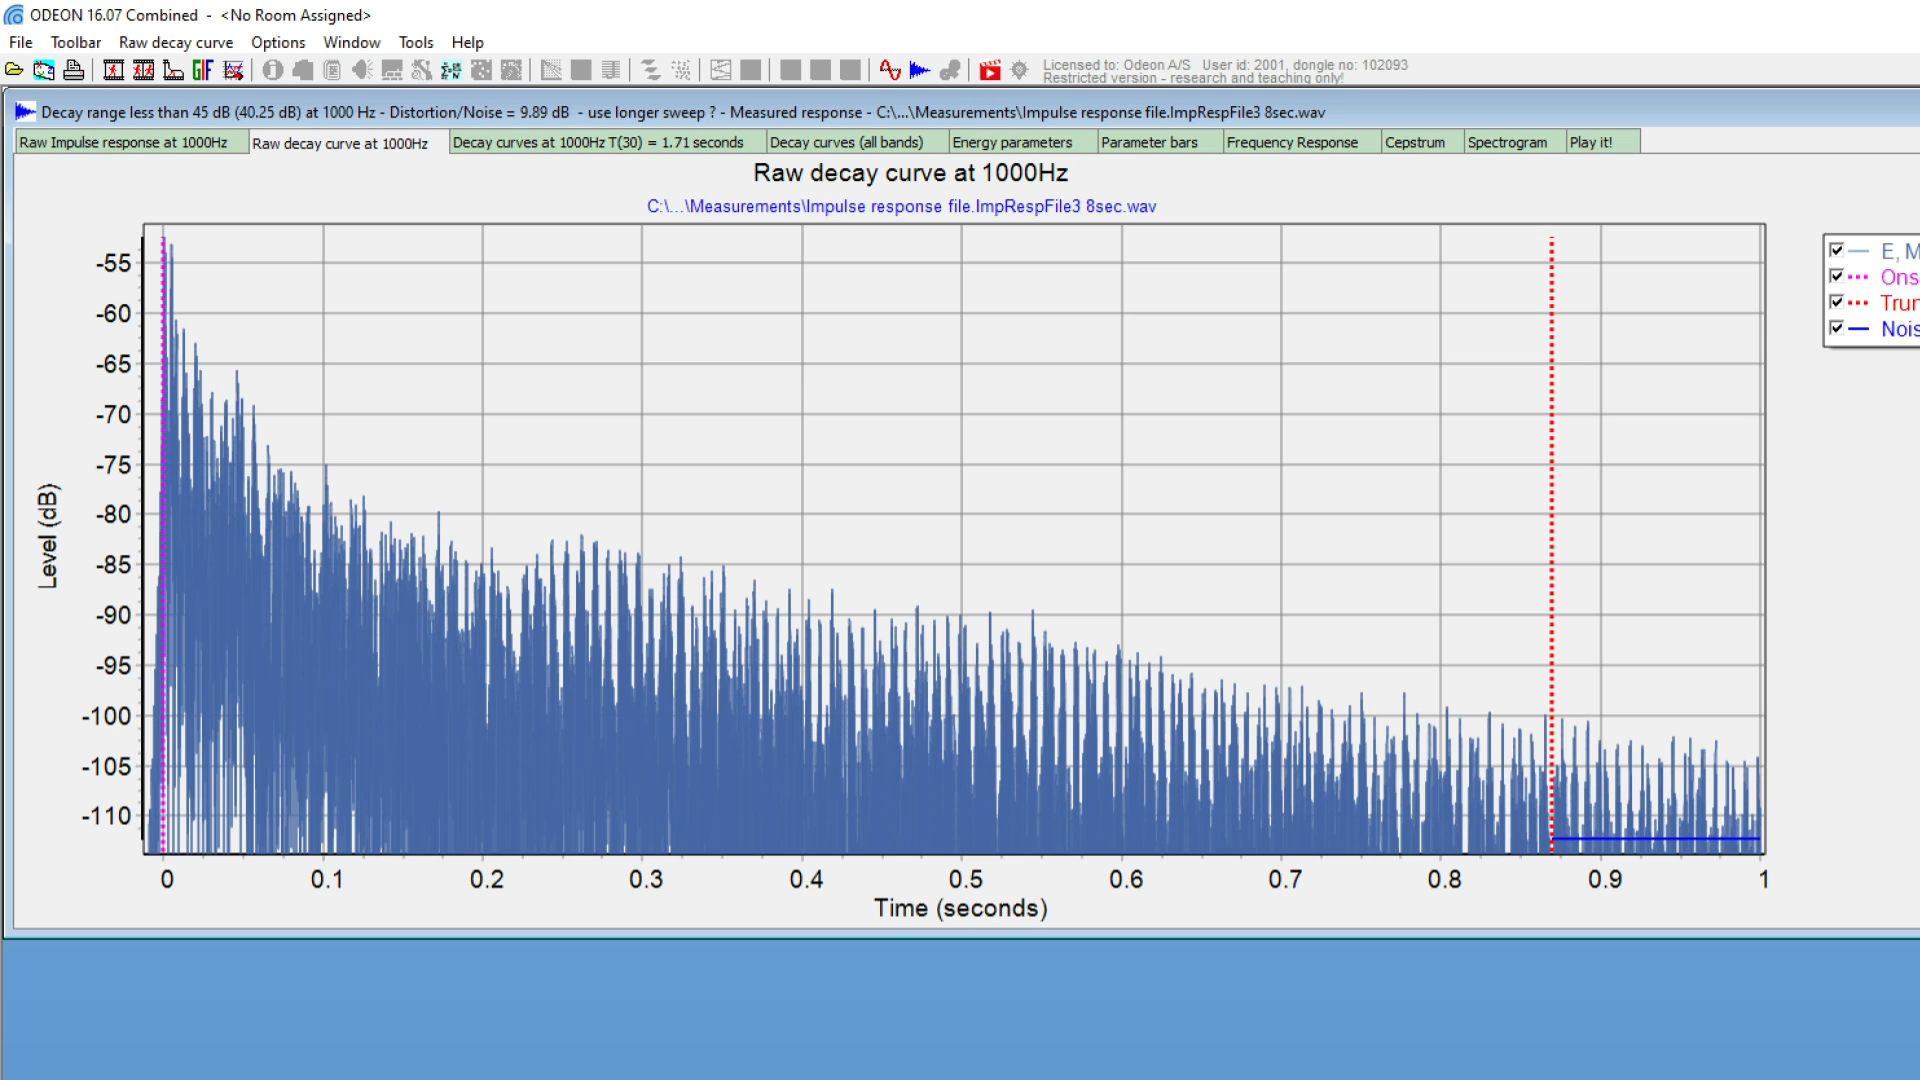 ODEON 16.07 Combined - <No Room Assigned>
File Toolbar Raw decay curve Options Window Tools Help
GIF
Licensed to: Odeon A/S User id: 2001, dongle no: 102093
Restricted version - research and teaching only!
Decay range less than 45 dB (40.25 dB) at 1000 Hz - Distortion/Noise = 9.89 dB - use longer sweep ? - Measured response - C:\...\Measurements\Impulse response file.ImpRespFile3 8sec.wav
Raw Impulse response at 1000Hz Raw decay curve at 1000Hz Decay curves at 1000Hz T(30) = 1.71 seconds Decay curves (all bands) Energy parameters Parameter bars Frequency Response Cepstrum Spectrogram Play it!
Raw decay curve at 1000Hz
C:\...\Measurements\Impulse response file.ImpRespFile3 8sec.wav
-55
-60
-65
-70
-75
-80
-85
-90
-95
-100
-105
-110
Level (dB)
0 0.1 0.2 0.3 0.4 0.5 0.6 0.7 0.8 0.9 1
Time (seconds)
E, M
Ons
Trun
Nois